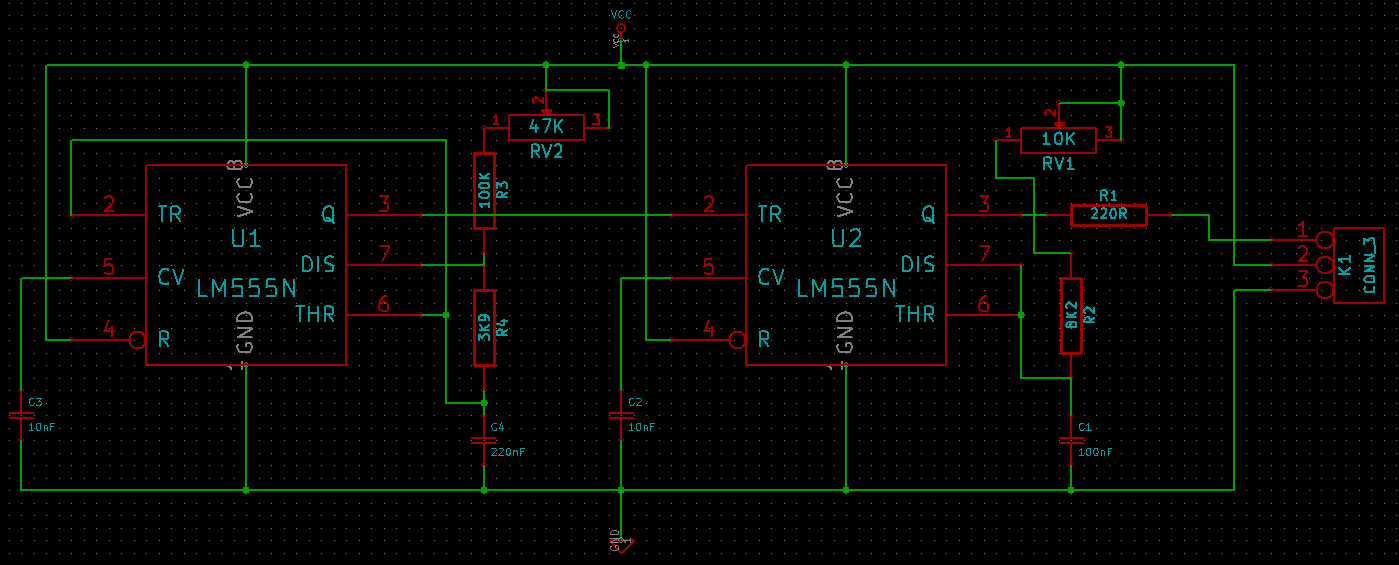 VCC
VCC 1
2
1 47K 3
RV2
2
1 10K 3
RV1
100K R3
R1
220R
8
VCC
2 TR
Q 3
U1
DIS 7
5 CV
LM555N
THR 6
GND
4 R
1
3K9 R4
8
VCC
2 TR
Q 3
U2
DIS 7
5 CV
LM555N
THR 6
GND
4 R
1
8K2 R2
1
2
3
K1
CONN_3
C3
10nF
C4
220nF
C2
10nF
C1
100nF
GND 1